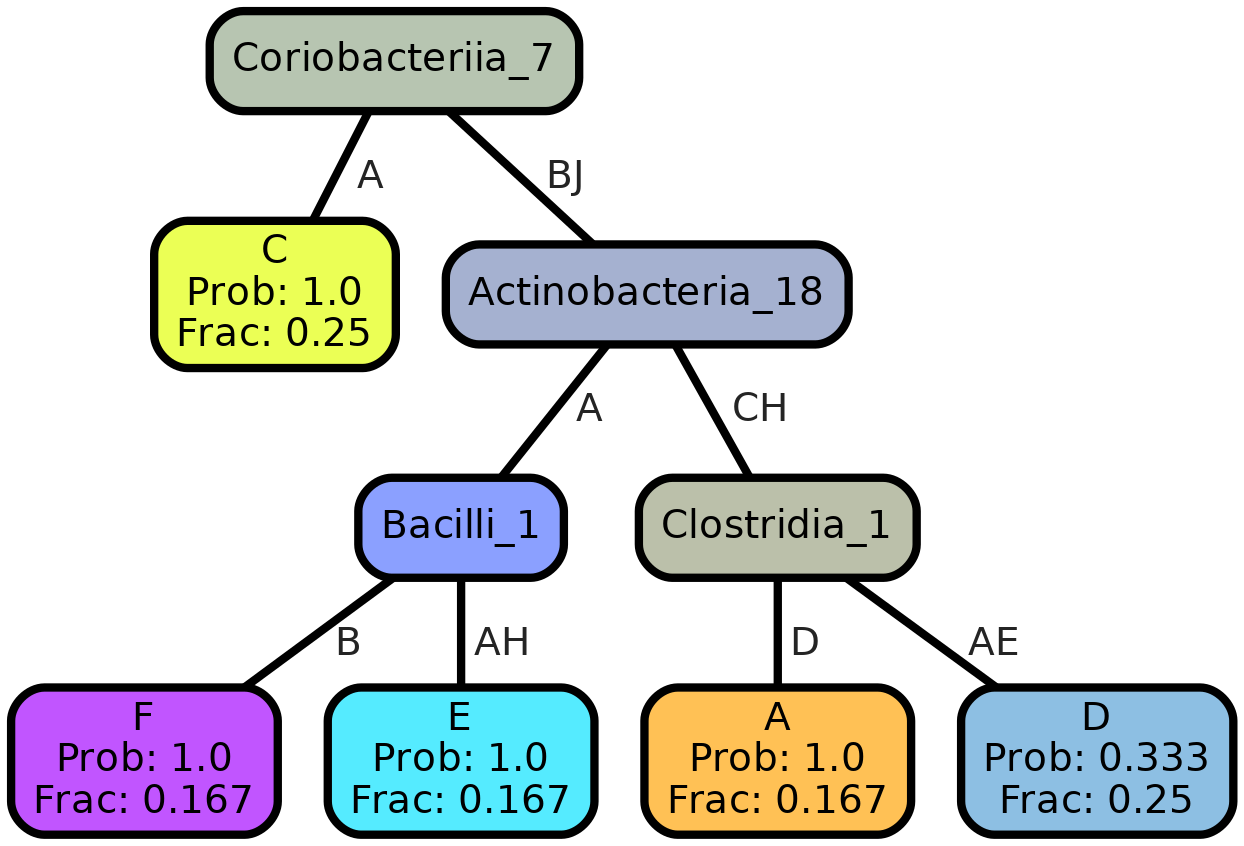 Coriobacteriia_7
A
BJ
C
Prob: 1.0
Frac: 0.25
Actinobacteria_18
A
CH
Bacilli_1
Clostridia_1
B
AH
D
AE
F
Prob: 1.0
Frac: 0.167
E
Prob: 1.0
Frac: 0.167
A
Prob: 1.0
Frac: 0.167
D
Prob: 0.333
Frac: 0.25